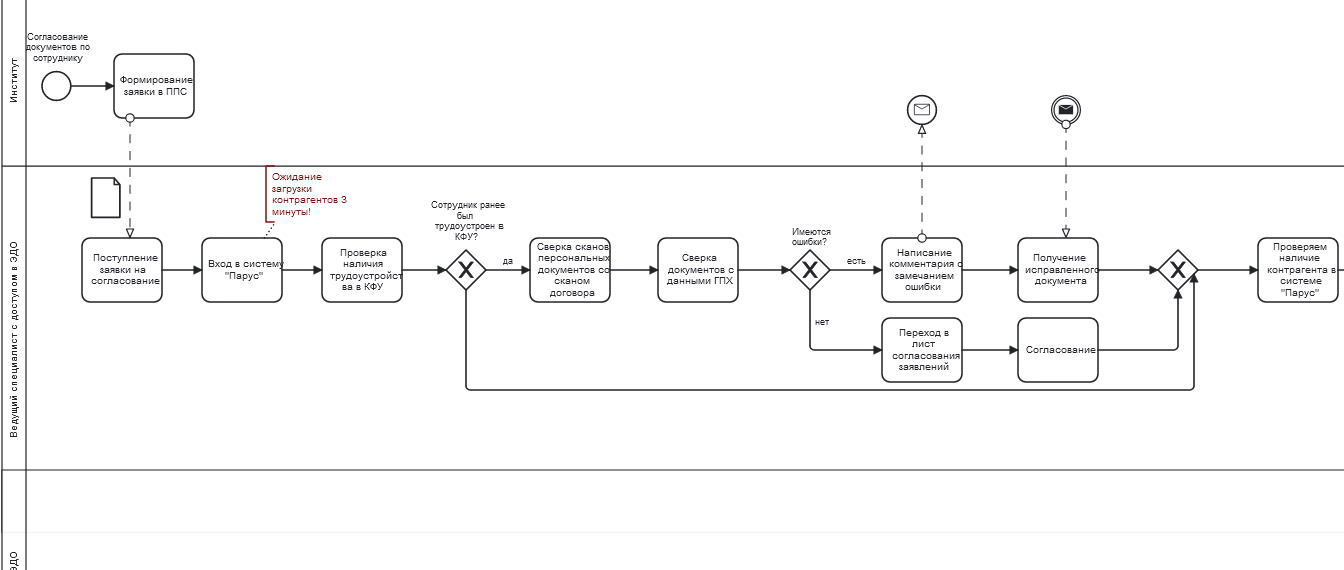 Институт
Согласование
документов по
сотруднику
Формирование
заявки в ППС
Ведущий специалист с доступом в ЭДО
Поступление
заявки на
согласование
Ожидание
загрузки
контрагентов 3
минуты!
Вход в систему
"Парус"
Проверка
наличия
трудоустройст
ва в КФУ
Сотрудник ранее
был
трудоустроен в
КФУ?
да
Сверка сканов
персональных
документов со
сканом
договора
Сверка
документов с
данными ГПХ
Имеются
ошибки?
есть
нет
Написание
комментария с
замечанием
ошибки
Получение
исправленного
документа
Переход в
лист
согласования
заявлений
Согласование
Проверяем
наличие
контрагента в
системе
"Парус"
ЭДО